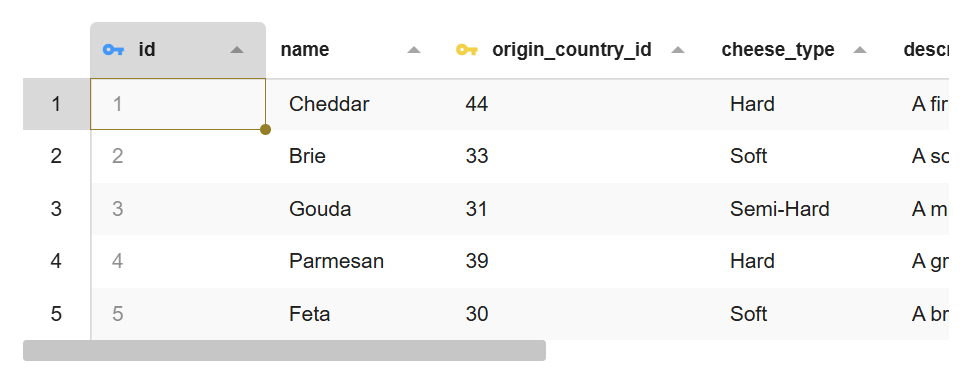 id name origin_country_id cheese_type descr
1 1 Cheddar 44 Hard A fir
2 2 Brie 33 Soft A so
3 3 Gouda 31 Semi-Hard A m
4 4 Parmesan 39 Hard A gr
5 5 Feta 30 Soft A br